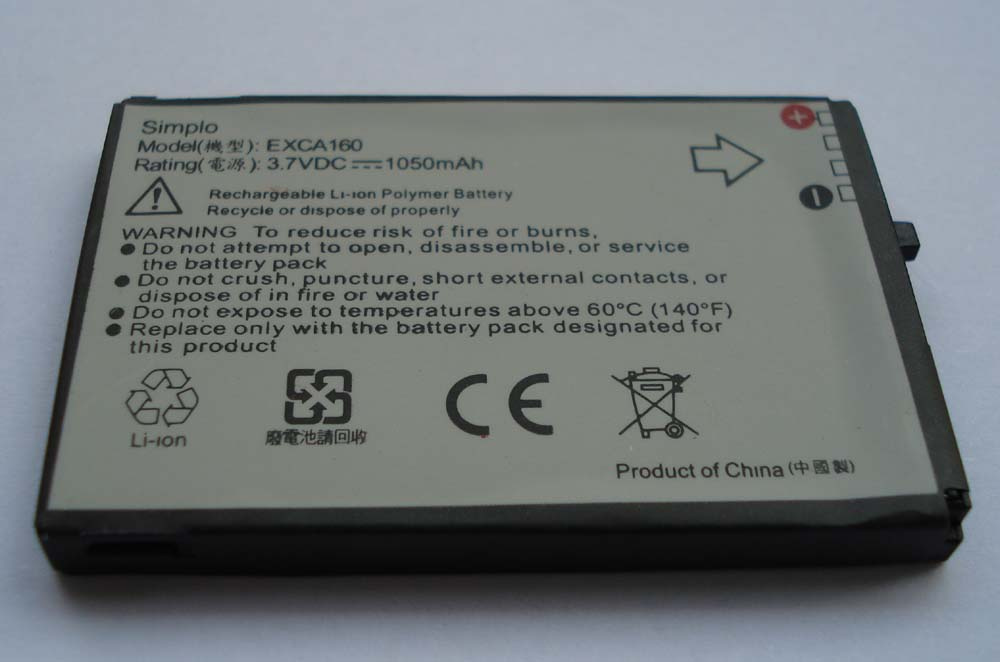 Simplo
Model(機型): EXCA160
Rating(電源): 3.7VDC 1050mAh
Rechargeable Li-ion Polymer Battery
Recycle or dispose of properly
WARNING To reduce risk of fire or burns,
● Do not attempt to open, disassemble, or service
the battery pack
● Do not crush, puncture, short external contacts, or
dispose of in fire or water
● Do not expose to temperatures above 60°C (140°F)
● Replace only with the battery pack designated for
this product
Li-ion
廢電池請回收
CE
Product of China (中國製)